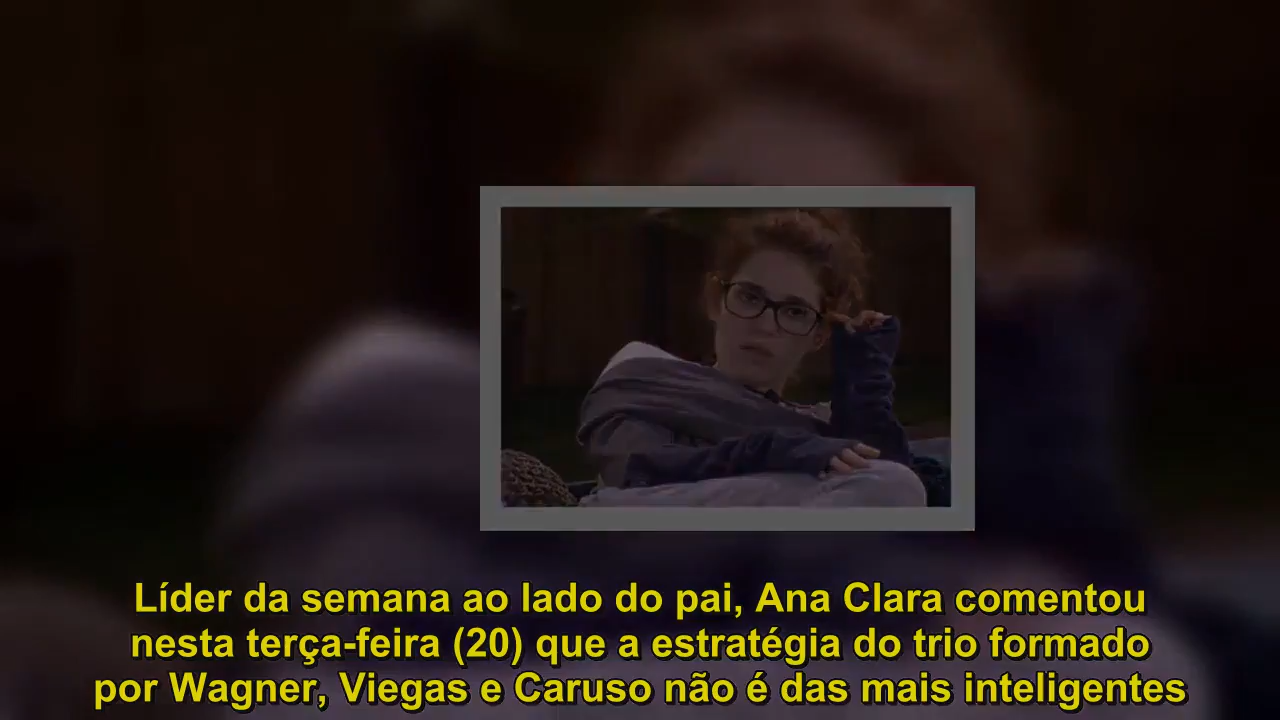 Líder da semana ao lado do pai, Ana Clara comentou
nesta terça-feira (20) que a estratégia do trio formado
por Wagner, Viegas e Caruso não é das mais inteligentes